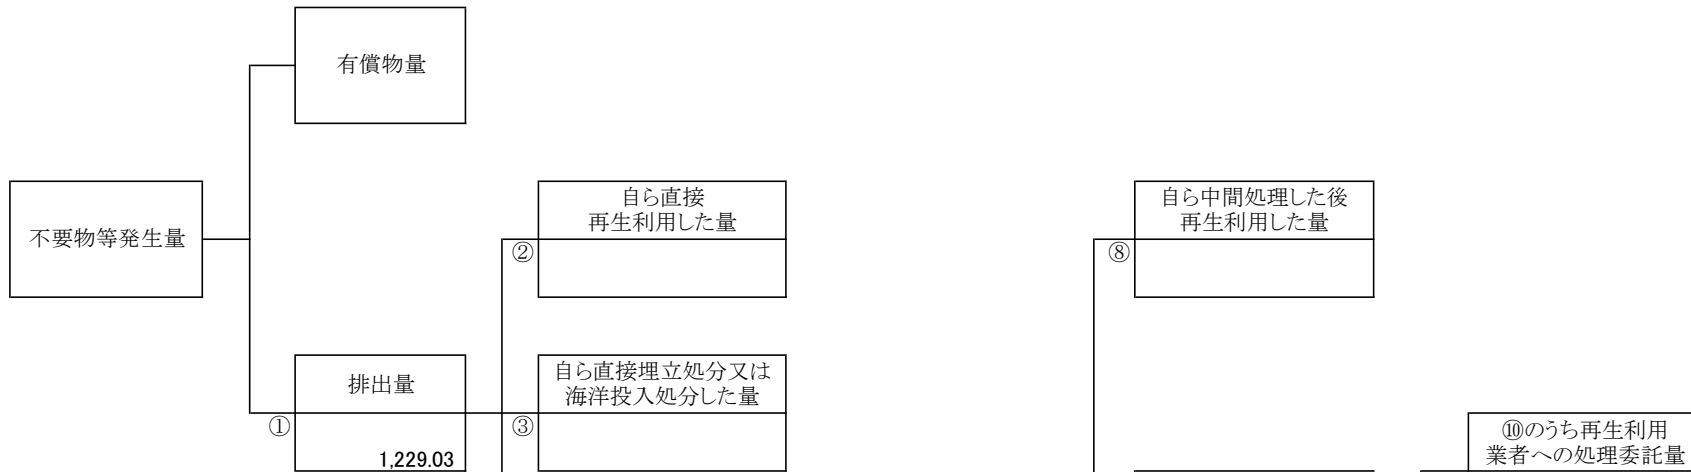 有償物量
不要物等発生量
自ら直接
再生利用した量
②
自ら中間処理した後
再生利用した量
⑧
排出量
①
1,229.03
自ら直接埋立処分又は
海洋投入処分した量
③
⑩のうち再生利用
業者への処理委託量